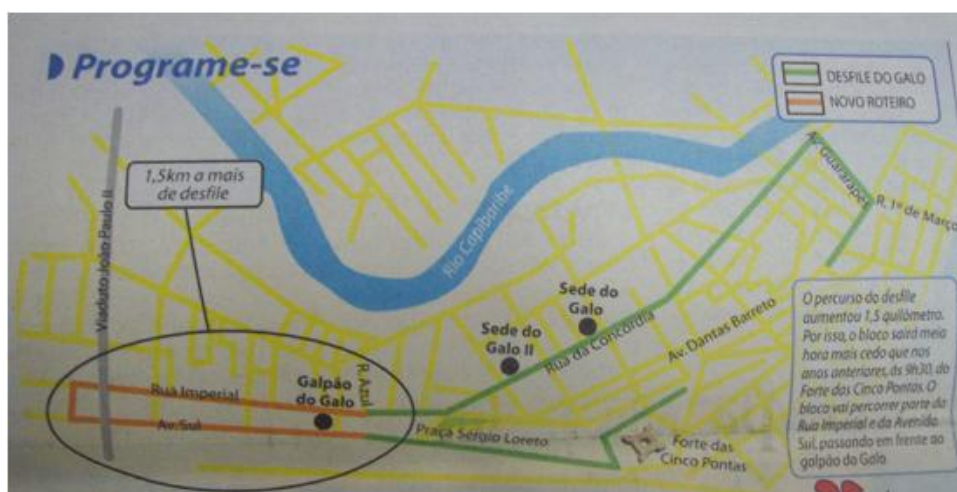 Programe-se
DESFILE DO GALO
NOVO ROTEIRO
1,5km a mais
de desfile
Viaduto João Paulo II
Rio Capibaribe
Av. Guararapes
R. 1º de Março
Sede do
Galo
Sede do
Galo II
Rua da Concórdia
Av. Dantas Barreto
R. Azul
Rua Imperial
Galpão
do Galo
Av. Sul
Praça Sérgio Loreto
Forte das
Cinco Pontas
O percurso do desfile
aumentou 1,5 quilômetro.
Por isso, o bloco sairá meia
hora mais cedo que nos
anos anteriores, às 9h30, do
Forte das Cinco Pontas. O
bloco vai percorrer parte da
Rua Imperial e da Avenida
Sul, passando em frente ao
galpão do Galo